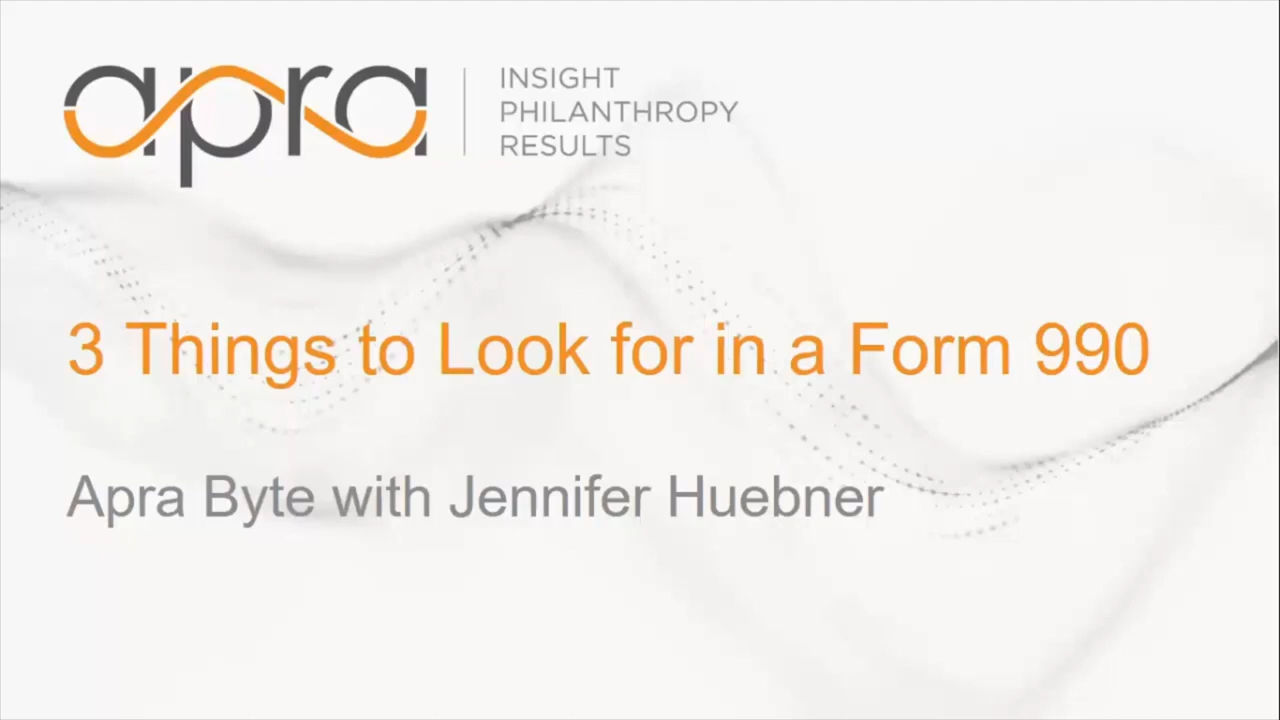 apra
INSIGHT
PHILANTHROPY
RESULTS
3 Things to Look for in a Form 990
Apra Byte with Jennifer Huebner